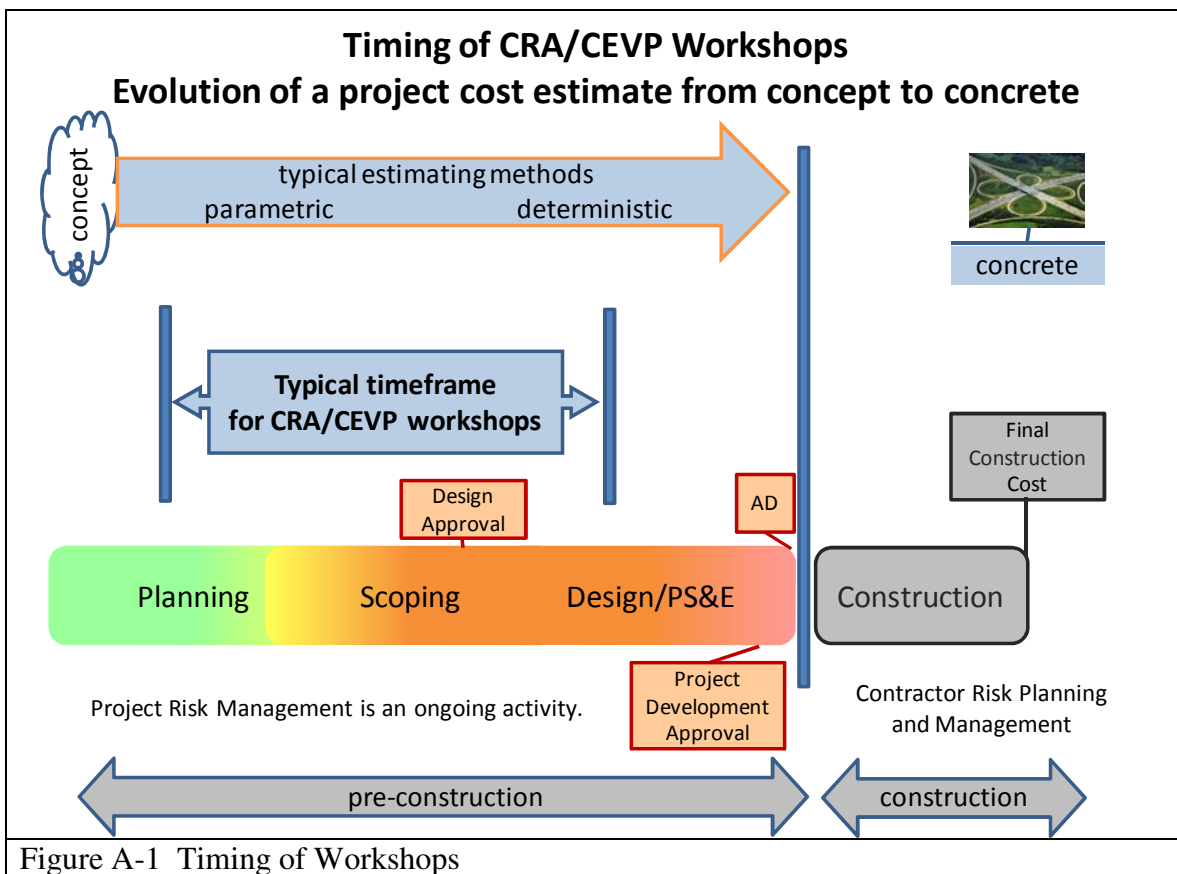 Timing of CRA/CEVP Workshops
Evolution of a project cost estimate from concept to concrete
concept
typical estimating methods
parametric deterministic
concrete
Typical timeframe
for CRA/CEVP workshops
Final
Construction
Cost
Design
Approval
AD
Planning Scoping Design/PS&E Construction
Project
Development
Approval
Project Risk Management is an ongoing activity.
Contractor Risk Planning
and Management
pre-construction construction
Figure A-1 Timing of Workshops